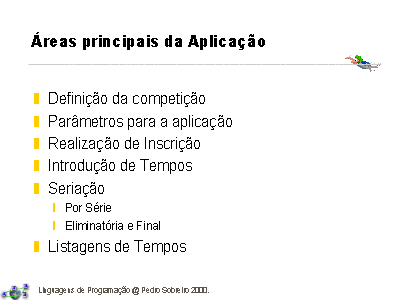 Áreas principais da Aplicação
Definição da competição
Parâmetros para a aplicação
Realização de Inscrição
Introdução de Tempos
Seriação
Por Série
Eliminatória e Final
Listagens de Tempos
Linguagens de Programação @ Pedro Sobreiro 2000.